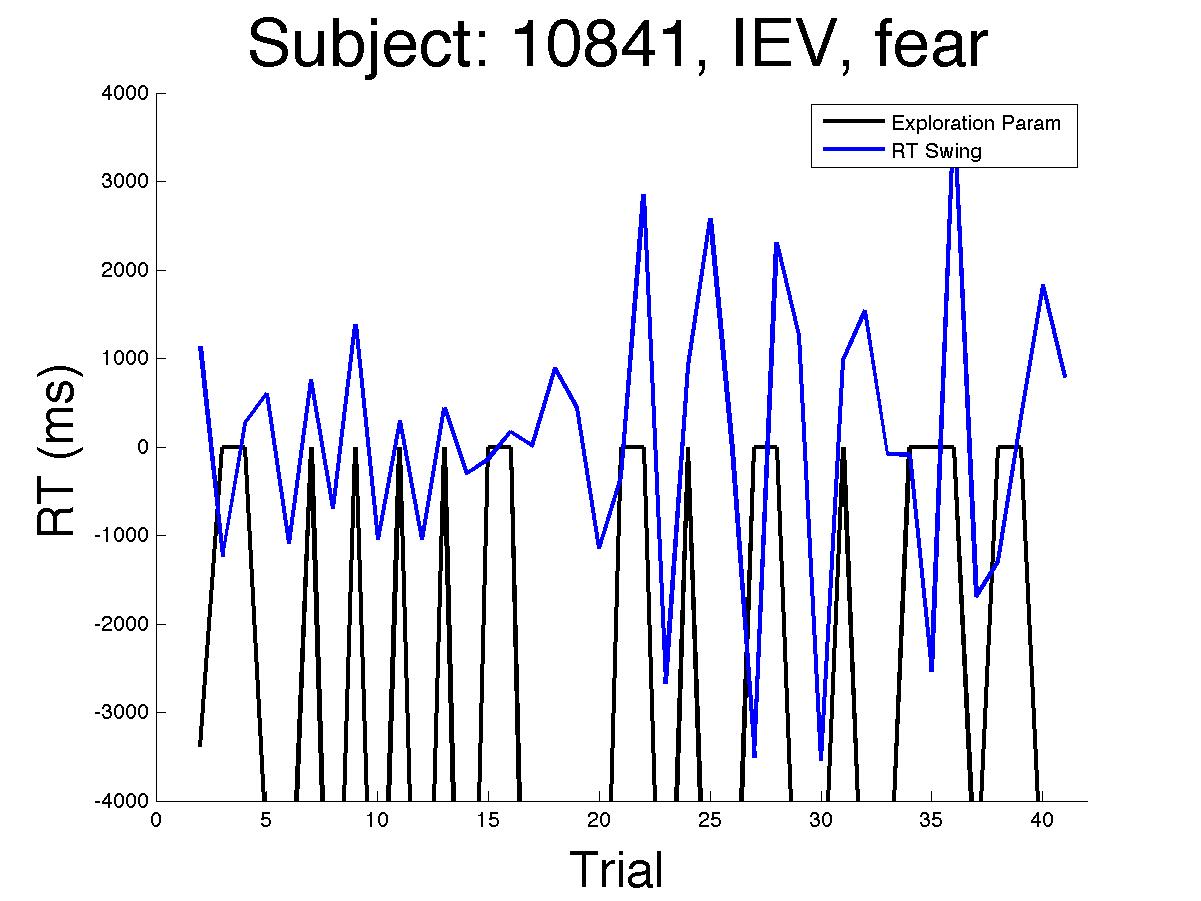 Subject: 10841, IEV, fear
4000
3000
2000
1000
0
-1000
-2000
-3000
-4000
RT (ms)
Exploration Param
RT Swing
0 5 10 15 20 25 30 35 40
Trial